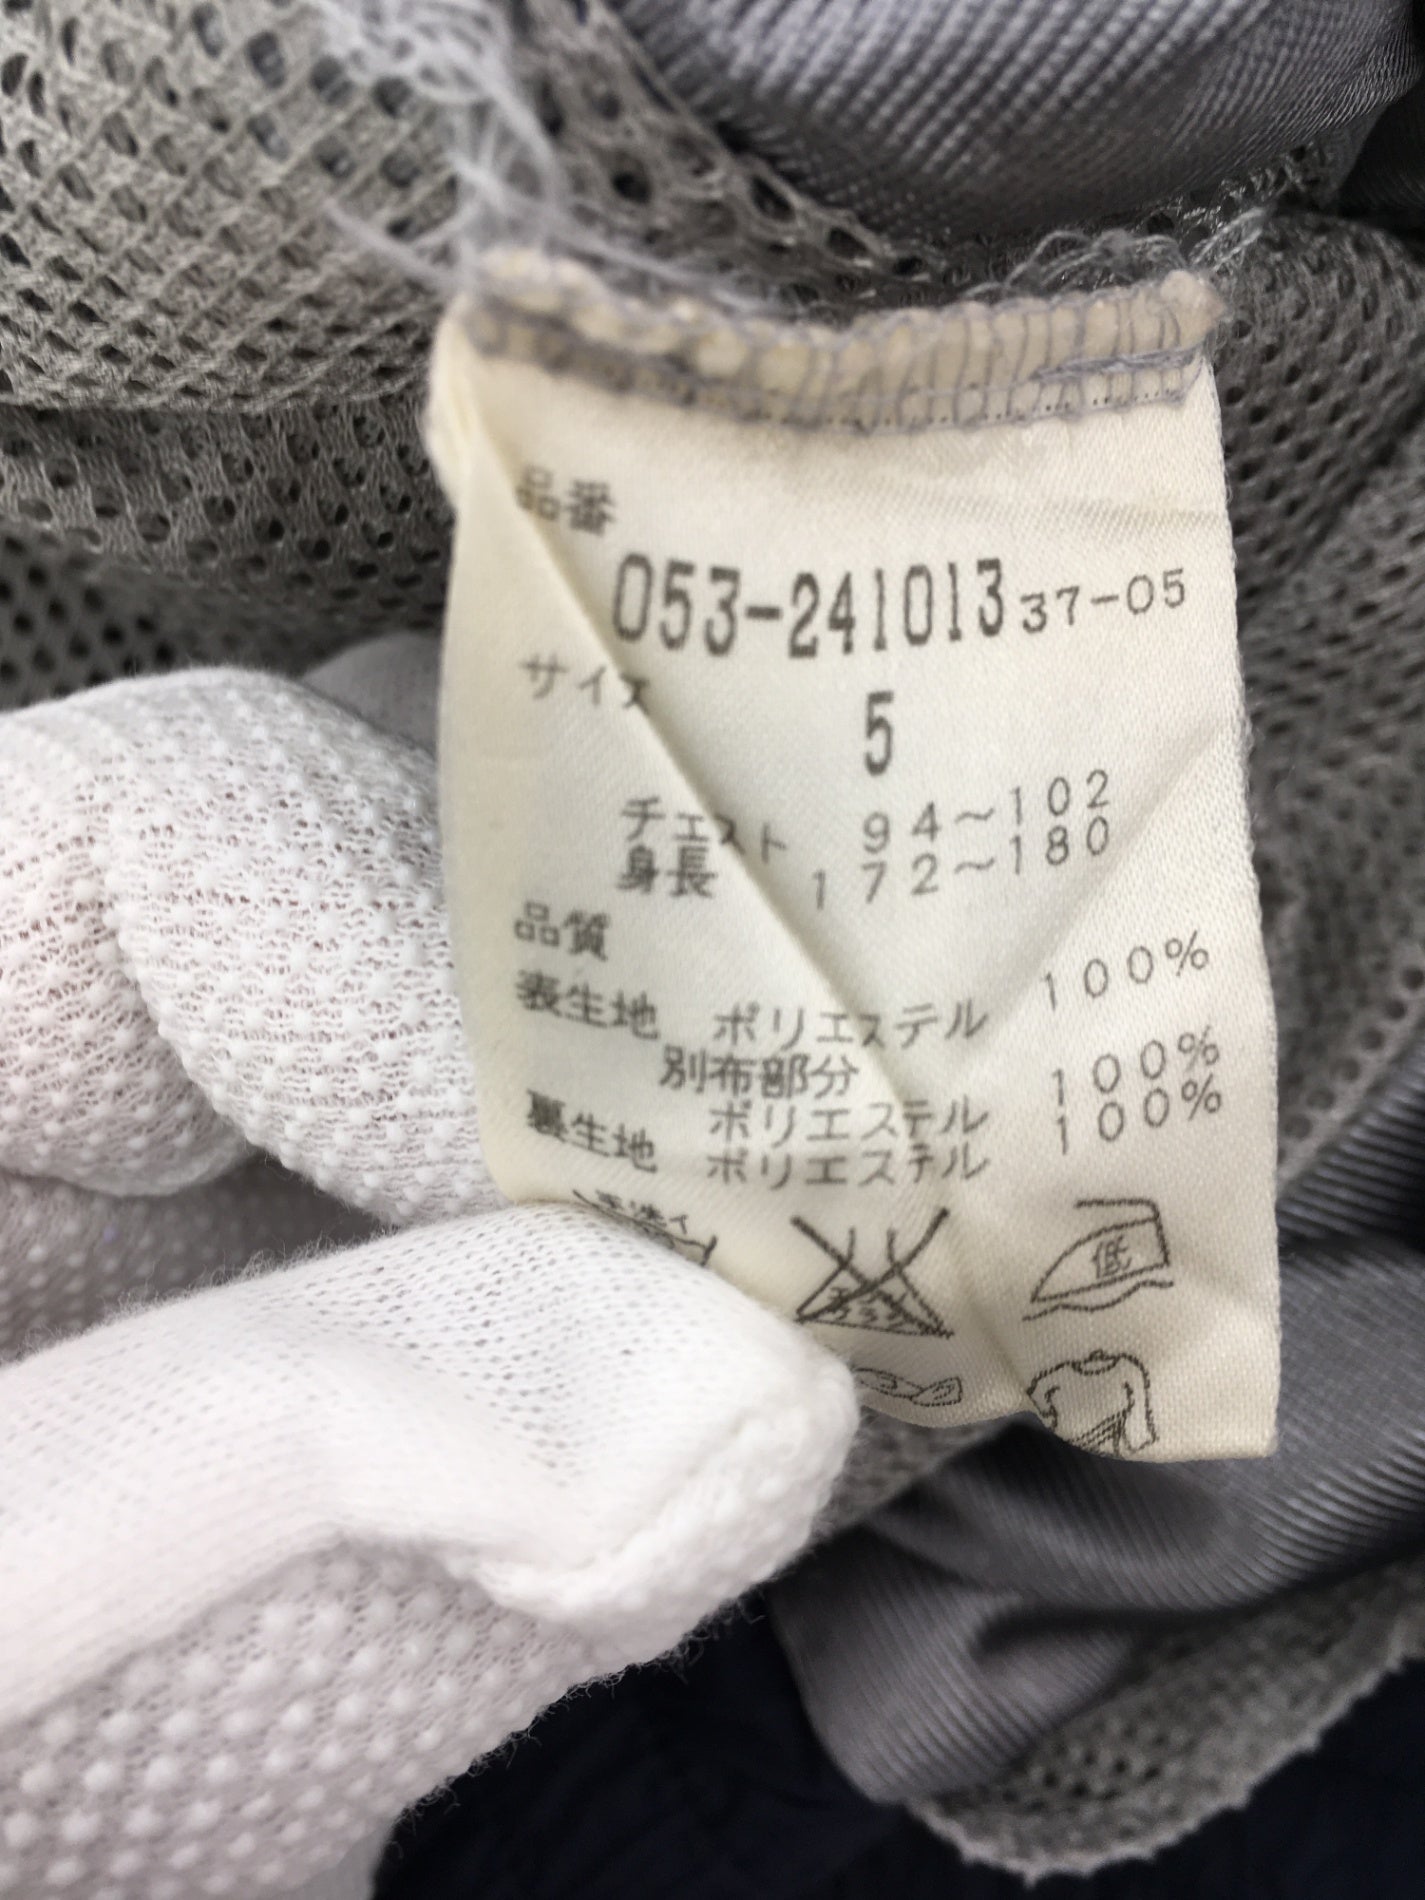 品番
053-241013 37-05
サイズ
5
チェスト 94～102
身長 172～180
品質
表生地 ポリエステル 100%
別布部分
ポリエステル 100%
裏生地 ポリエステル 100%
低